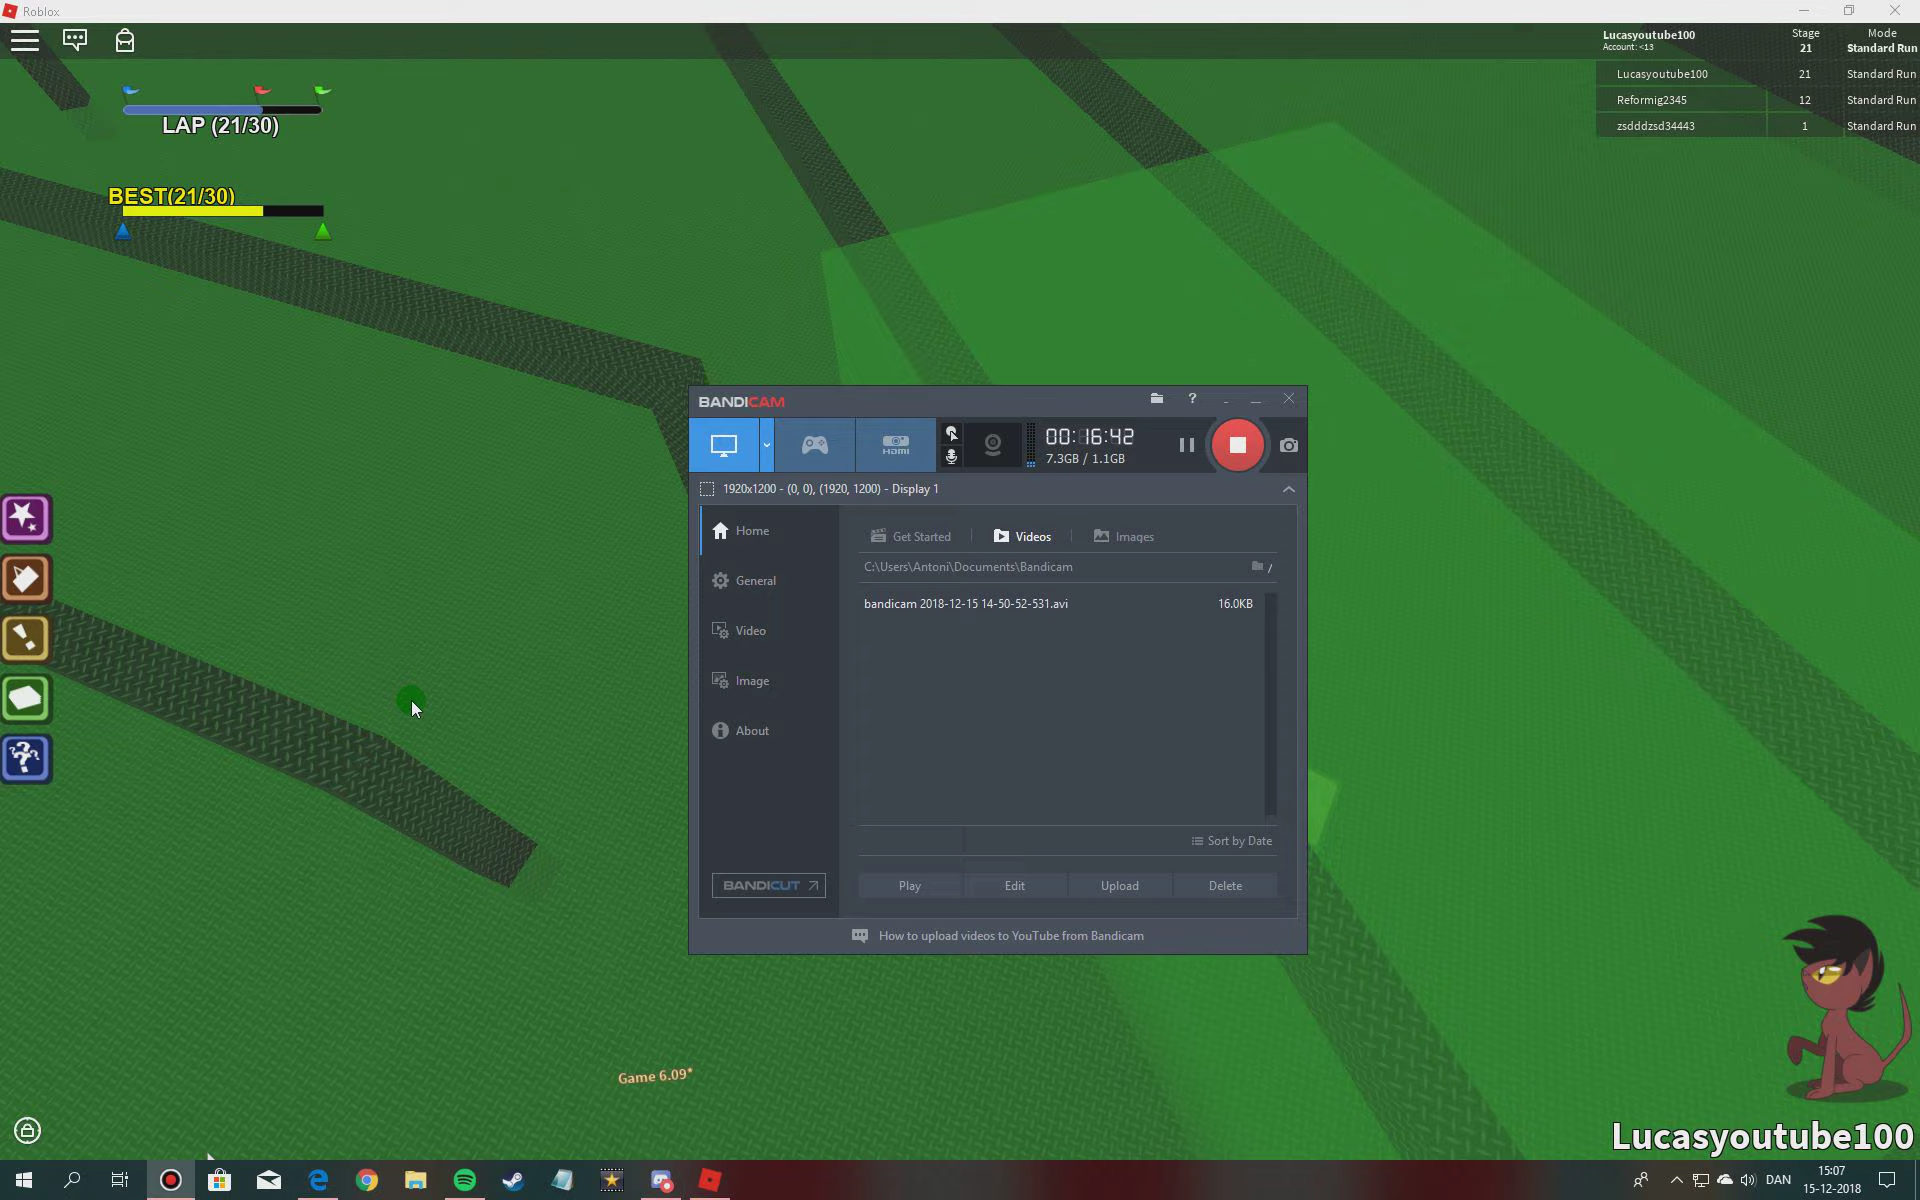 Roblox
Lucasyoutube100 Stage Mode
Account: <13 21 Standard Run
Lucasyoutube100 21 Standard Run
Reformig2345 12 Standard Run
zsdddzsd34443 1 Standard Run
LAP (21/30)
BEST(21/30)
BANDICAM
?
HDMI
00:16:42
7.3GB / 1.1GB
1920x1200 - (0, 0), (1920, 1200) - Display 1
Home
General
Video
Image
About
BANDICUT
Get Started
Videos
Images
C:\Users\Antoni\Documents\Bandicam
/
bandicam 2018-12-15 14-50-52-531.avi 16.0KB
Sort by Date
Play Edit Upload Delete
How to upload videos to YouTube from Bandicam
???
Game 6.09*
Lucasyoutube100
DAN
15:07
15-12-2018